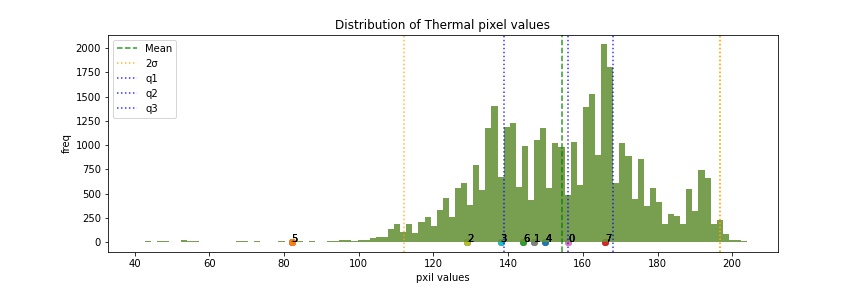 Distribution of Thermal pixel values
Mean
2σ
q1
q2
q3
freq
2000
1750
1500
1250
1000
750
500
250
0
5 2 3 6 1 4 0 7
40 60 80 100 120 140 160 180 200
pxil values